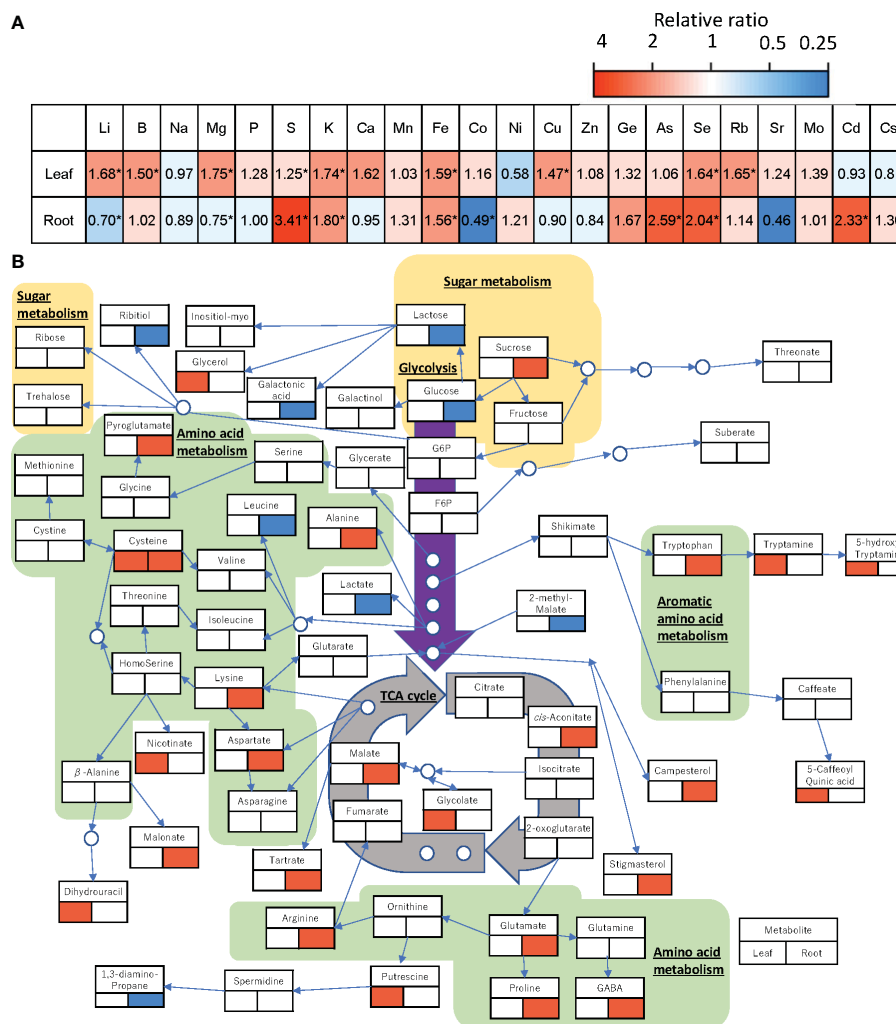 A
Relative ratio
4 2 1 0.5 0.25
Li B Na Mg P S K Ca Mn Fe Co Ni Cu Zn Ge As Se Rb Sr Mo Cd Cs
Leaf 1.68* 1.50* 0.97 1.75* 1.28 1.25* 1.74* 1.62 1.03 1.59* 1.16 0.58 1.47* 1.08 1.32 1.06 1.64* 1.65* 1.24 1.39 0.93 0.8
Root 0.70* 1.02 0.89 0.75* 1.00 3.41* 1.80* 0.95 1.31 1.56* 0.49* 1.21 0.90 0.84 1.67 2.59* 2.04* 1.14 0.46 1.01 2.33* 1.30
B
Sugar metabolism
Sugar
metabolism
Ribitiol
Inositiol-myo
Lactose
Ribose
Glycerol
Sucrose
Threonate
Glycolysis
Galactonic
acid
Galactinol
Glucose
Trehalose
Fructose
Pyroglutamate
Amino acid
metabolism
Suberate
G6P
Serine
Glycerate
Methionine
Glycine
F6P
Leucine
Alanine
Cystine
Shikimate
Cysteine
Valine
Tryptophan
Tryptamine
5-hydrox
Tryptamin
Lactate
2-methyl-
Malate
Threonine
Isoleucine
Aromatic
amino acid
metabolism
Glutarate
HomoSerine
Lysine
Phenylalanine
Caffeate
TCA cycle
Citrate
cis-Aconitate
Nicotinate
Aspartate
Malate
Isocitrate
β-Alanine
Campesterol
5-Caffeoyl
Quinic acid
Asparagine
Glycolate
Fumarate
2-oxoglutarate
Malonate
Tartrate
Stigmasterol
Dihydrouracil
Arginine
Ornithine
Glutamate
Glutamine
Metabolite
Leaf Root
Amino acid
metabolism
1,3-diamino-
Propane
Spermidine
Putrescine
Proline
GABA